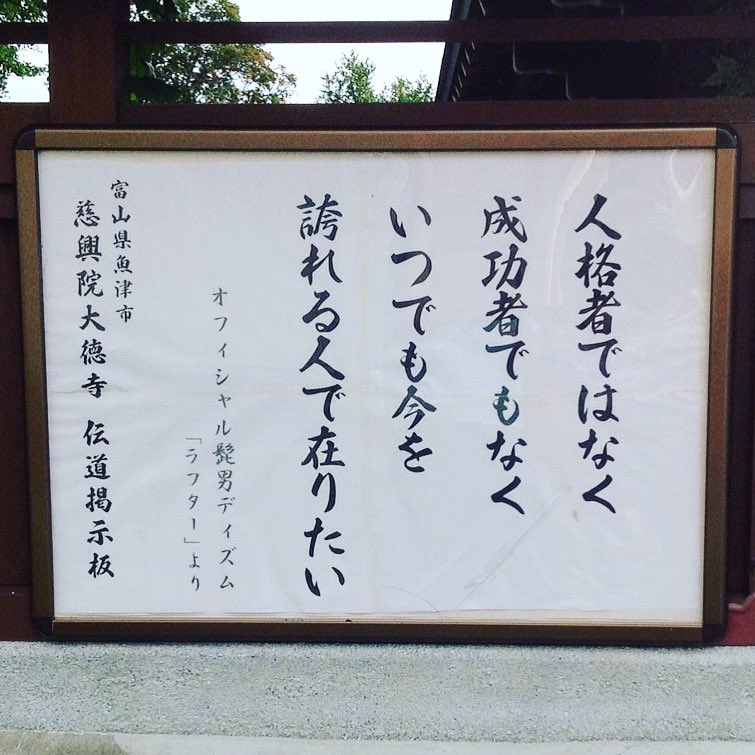 人格者ではなく
成功者でもなく
いつでも今を
誇れる人で在りたい
オフィシャル髭男ディズム
「ラフター」より
富山県魚津市
慈興院大徳寺 伝道掲示板